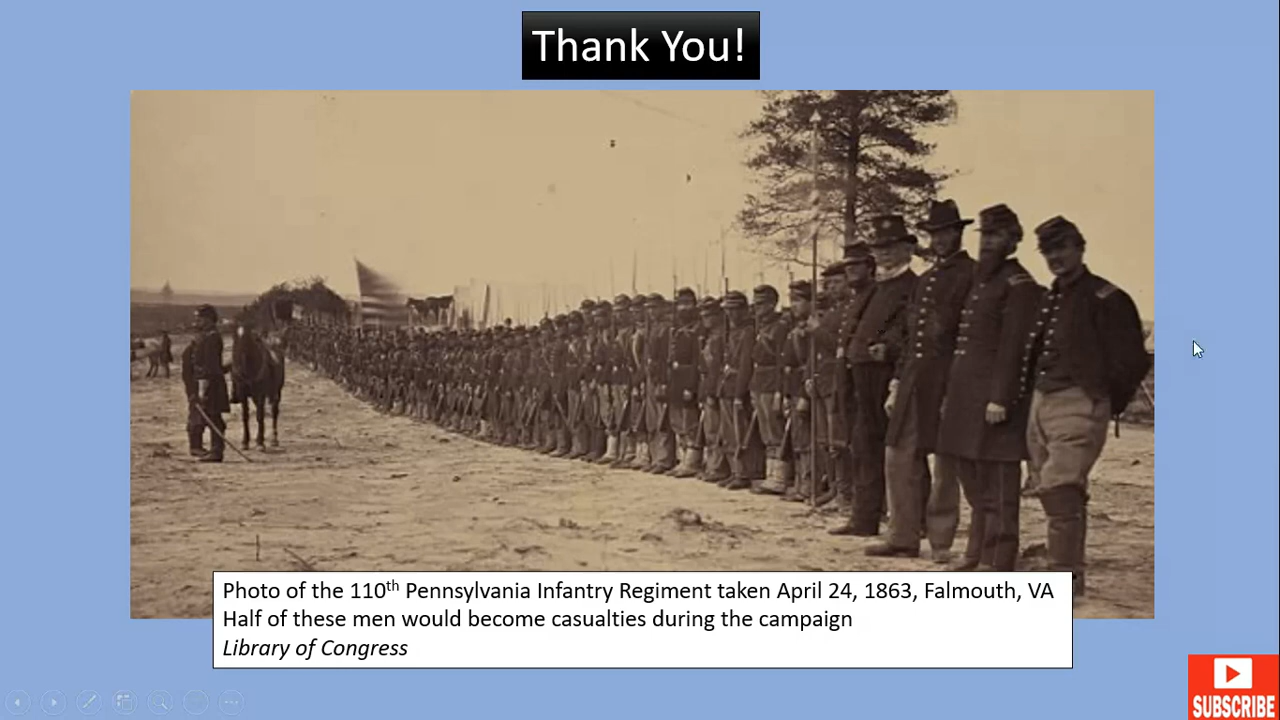 Thank You!
Photo of the 110th Pennsylvania Infantry Regiment taken April 24, 1863, Falmouth, VA
Half of these men would become casualties during the campaign
Library of Congress
SUBSCRIBE